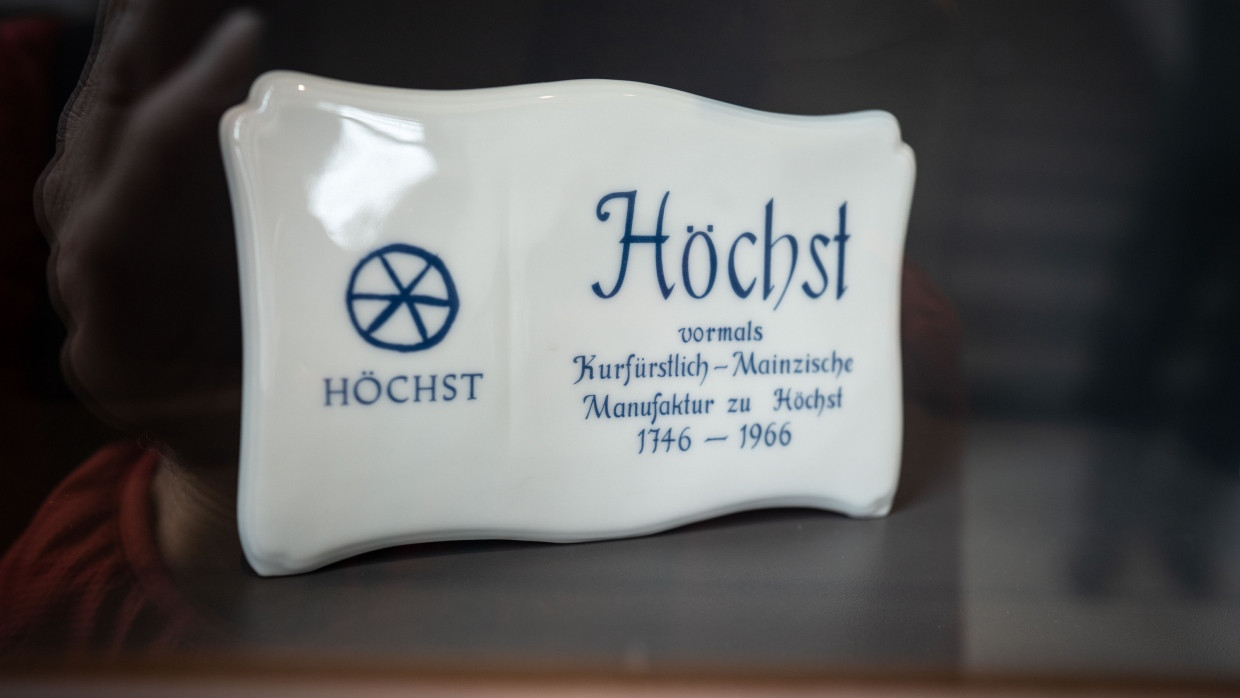 HÖCHST
Höchst
vormals
Kurfürstlich – Mainzische
Manufaktur zu Höchst
1746 – 1966